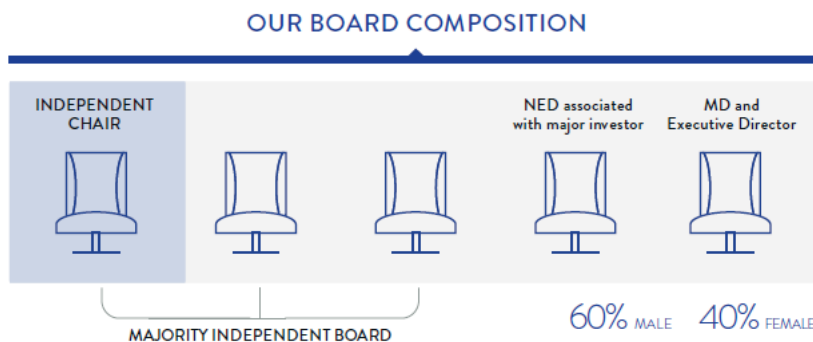 OUR BOARD COMPOSITION
INDEPENDENT
CHAIR
NED associated
with major investor
MD and
Executive Director
MAJORITY INDEPENDENT BOARD
60% MALE
40% FEMALE